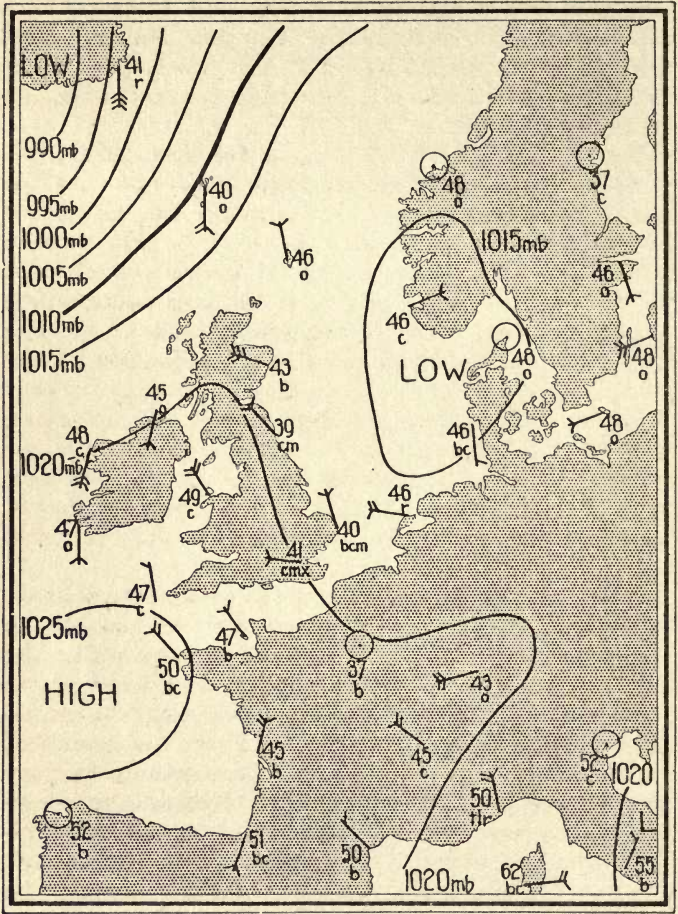 LOW
41
r
990mb
995mb
1000mb
1005mb
1010mb
1015mb
40
o
46
o
48
o
37
c
1015mb
46
o
46
c
48
o
48
o
LOW
43
b
45
o
39
cm
48
c
1020mb
49
c
46
bc
48
o
46
r
40
bcm
47
o
41
cmx
47
c
1025mb
47
b
50
bc
HIGH
37
b
43
o
45
b
45
c
52
c
1020
50
tlr
L
52
b
51
bc
50
b
1020mb
62
bc
55
b